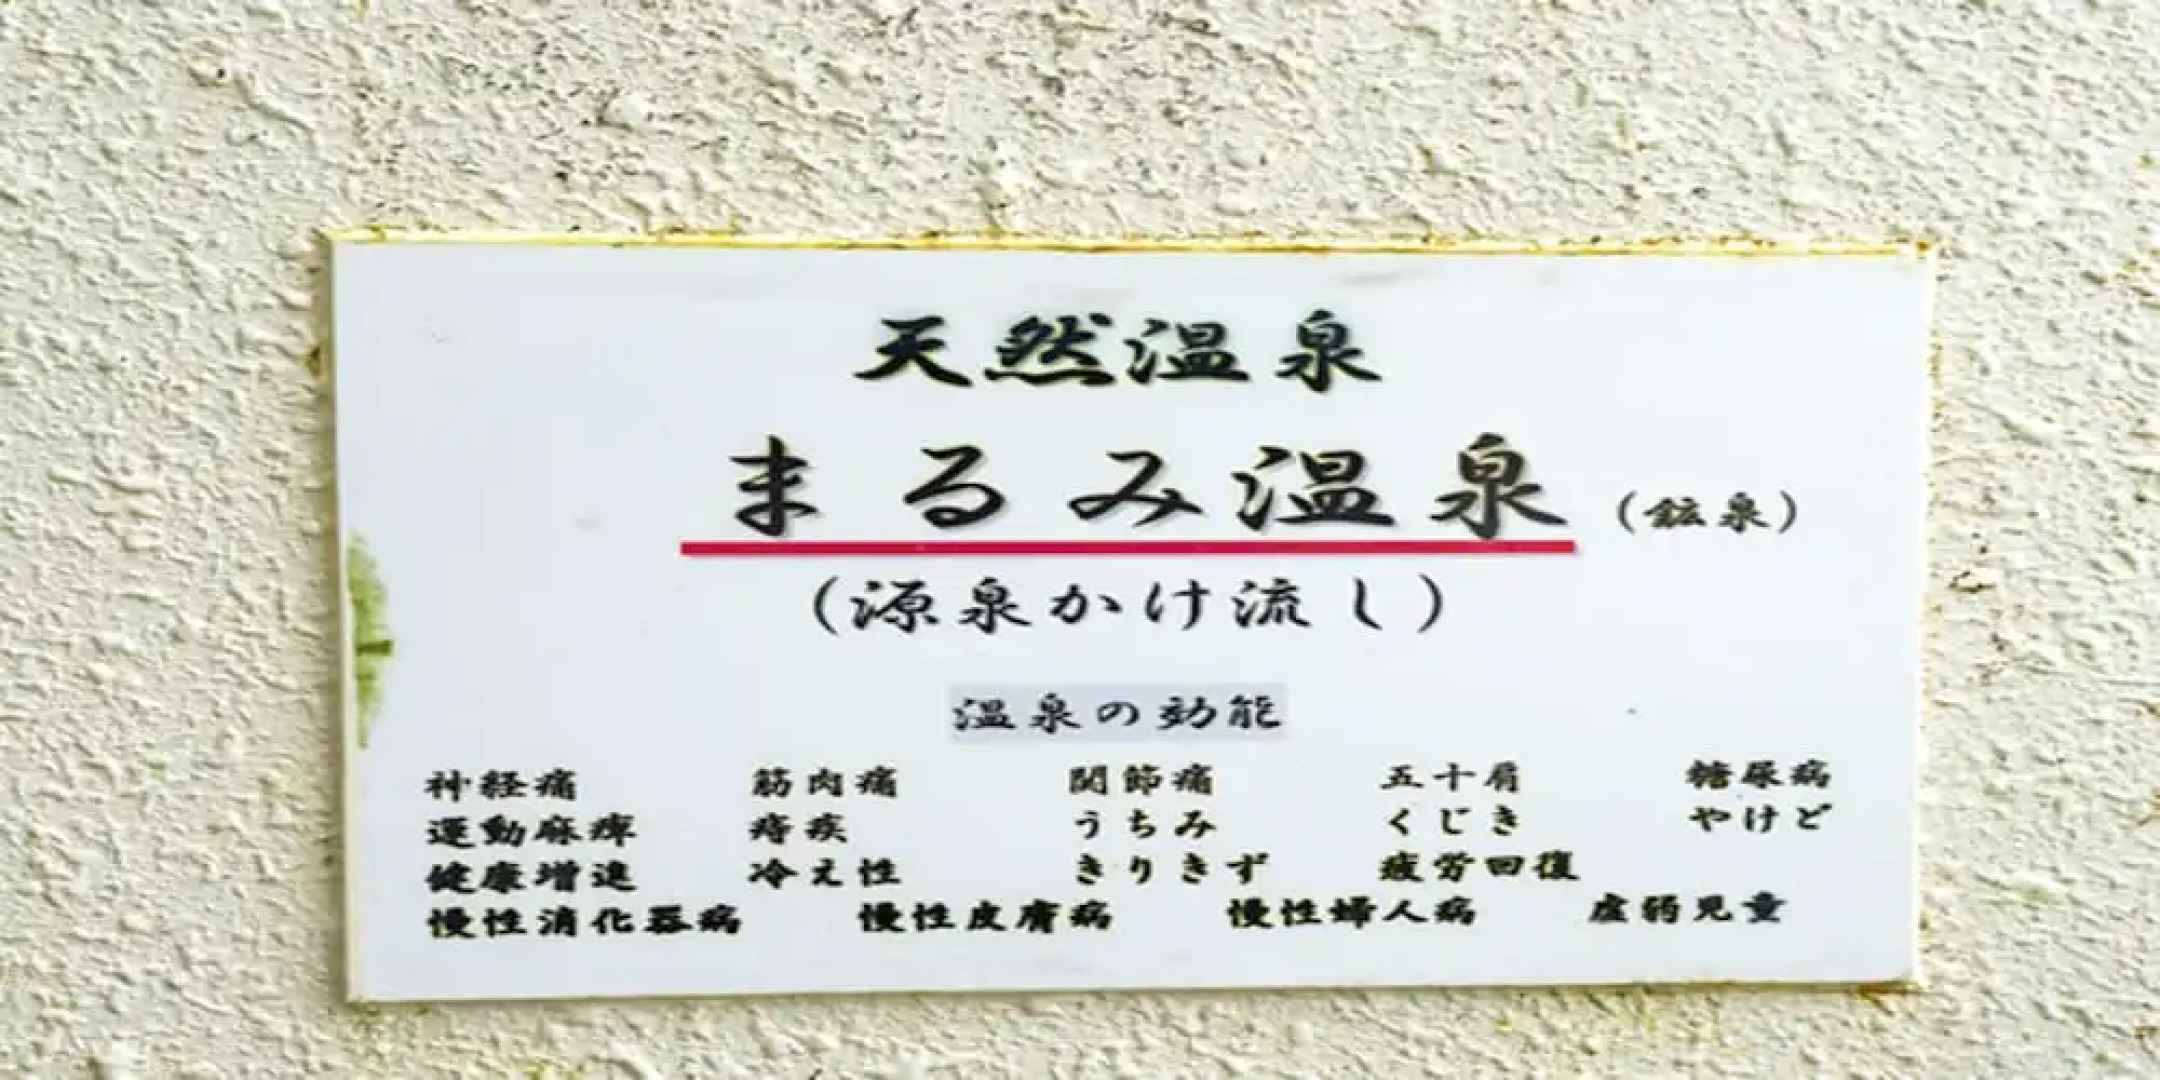 天然温泉
まるみ温泉 (鉱泉)
(源泉かけ流し)
温泉の効能
神経痛 筋肉痛 関節痛 五十肩 糖尿病
運動麻痺 痔疾 うちみ くじき やけど
健康増進 冷え性 きりきず 疲労回復
慢性消化器病 慢性皮膚病 慢性婦人病 虚弱児童